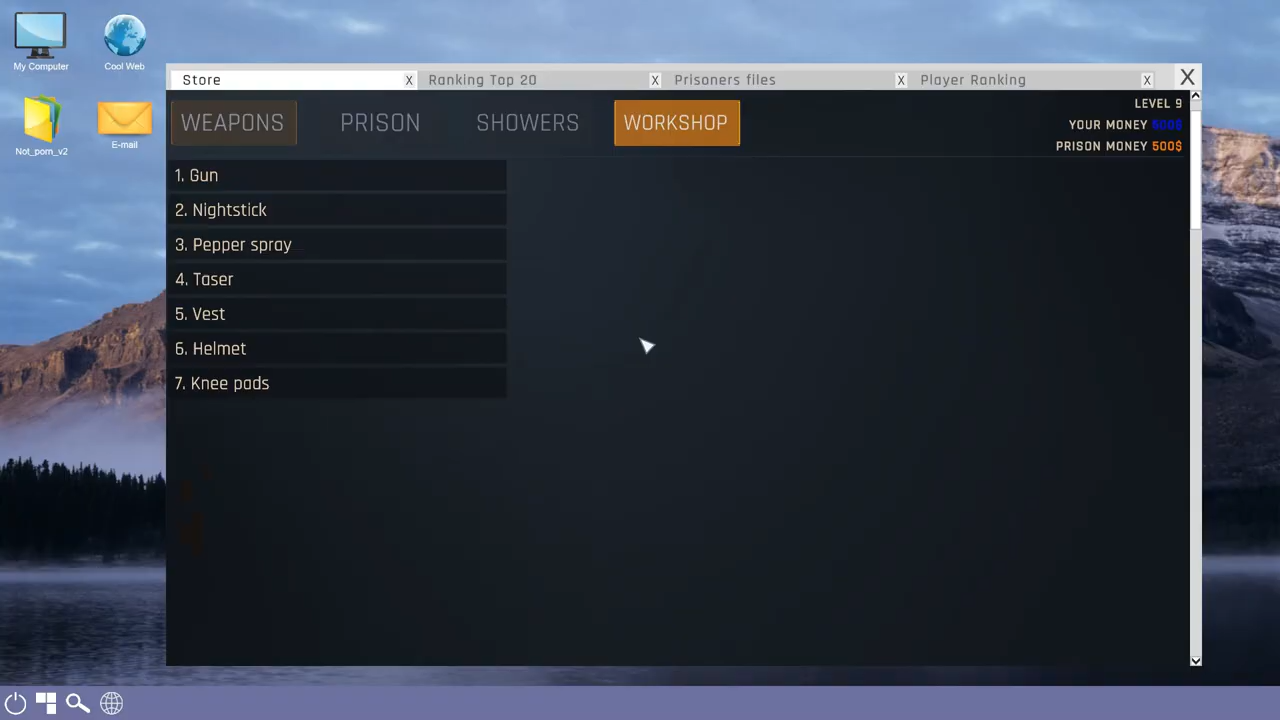 My Computer
Cool Web
Not_porn_v2
E-mail
Store X
Ranking Top 20 X
Prisoners files X
Player Ranking X
X
WEAPONS
PRISON
SHOWERS
WORKSHOP
LEVEL 9
YOUR MONEY 500$
PRISON MONEY 500$
1. Gun
2. Nightstick
3. Pepper spray
4. Taser
5. Vest
6. Helmet
7. Knee pads